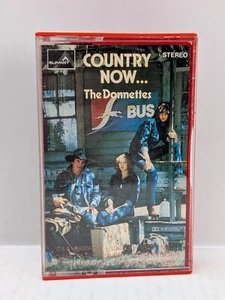 SUMMIT
STEREO
COUNTRY
NOW...
The Donnettes
BUS